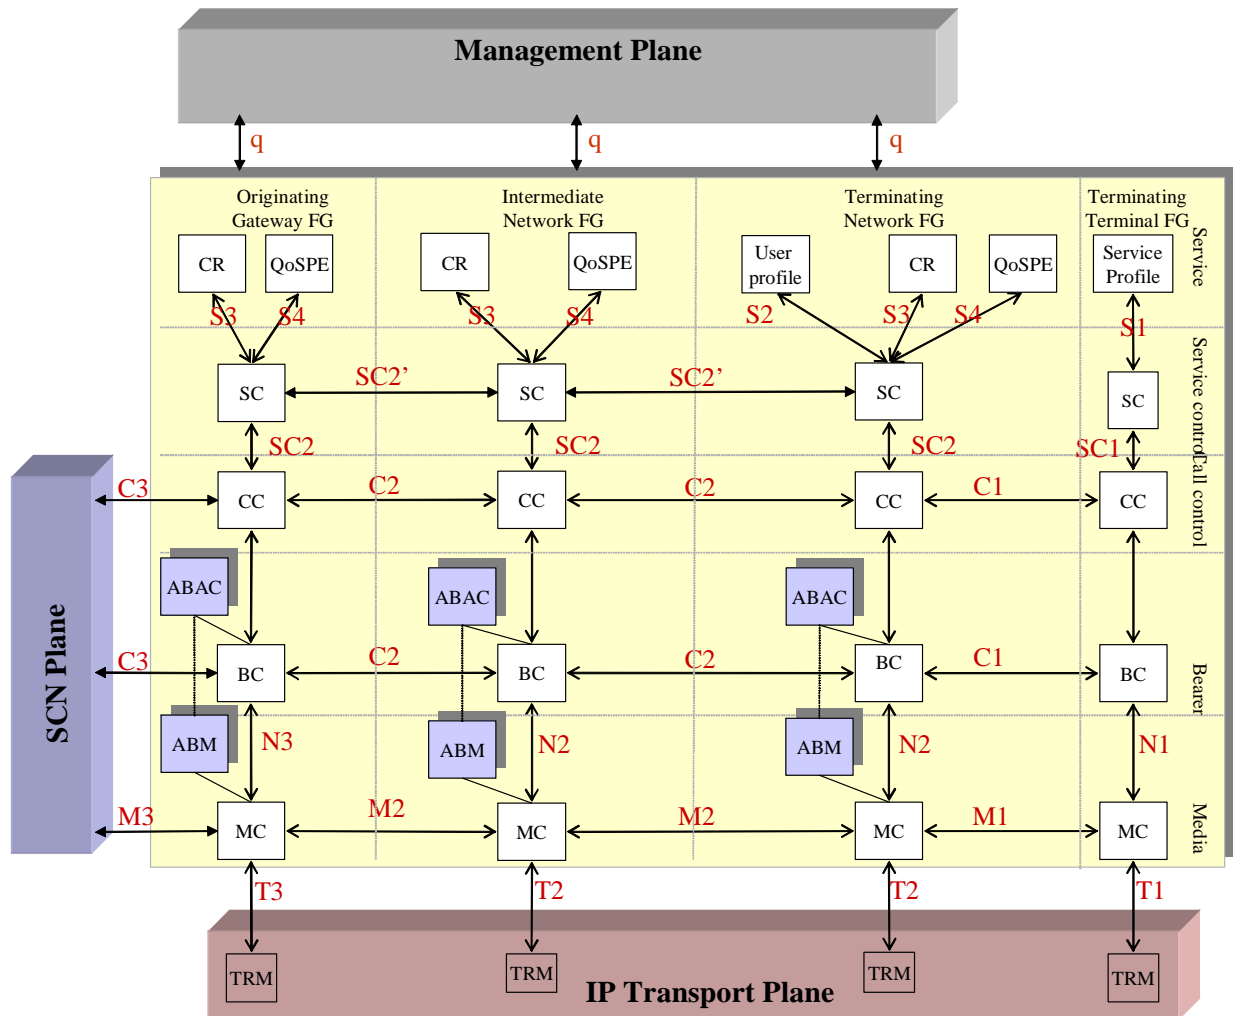 Management Plane
q
q
q
Originating
Gateway FG
Intermediate
Network FG
Terminating
Network FG
Terminating
Terminal FG
Service
CR
QoSPE
CR
QoSPE
User
profile
CR
QoSPE
Service
Profile
S3
S4
S3
S4
S2
S3
S4
S1
Service control
SC
SC2’
SC
SC2’
SC
SC
SC2
SC2
SC2
SC1
Call control
C3
CC
C2
CC
C2
CC
C1
CC
SCN Plane
ABAC
ABAC
ABAC
Bearer
C3
BC
C2
BC
C2
BC
C1
BC
ABM
N3
ABM
N2
ABM
N2
N1
Media
M3
MC
M2
MC
M2
MC
M1
MC
T3
T2
T2
T1
TRM
TRM
TRM
TRM
IP Transport Plane